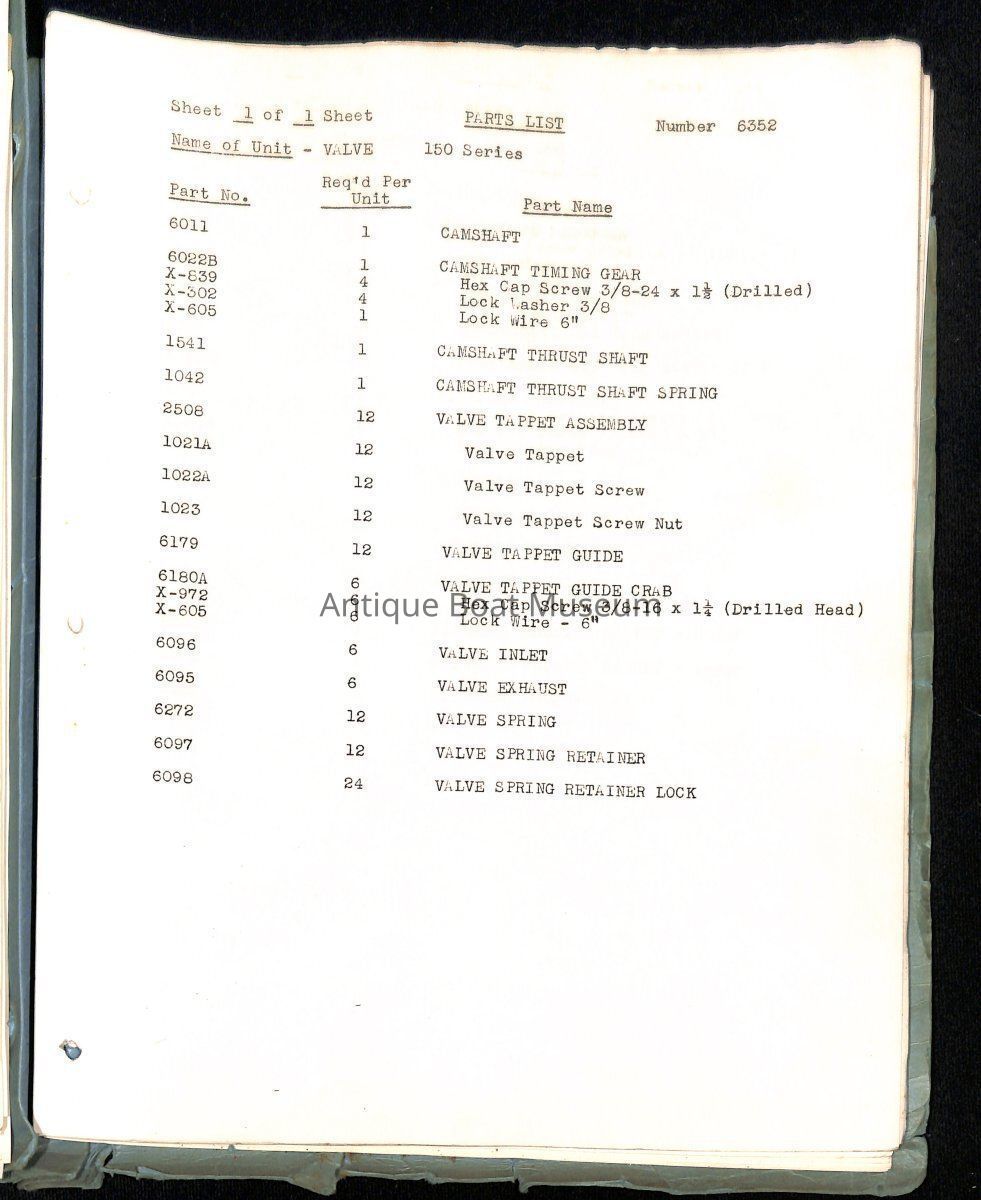 Sheet 1 of 1 Sheet PARTS LIST Number 6352
Name of Unit - VALVE 150 Series
Part No. Req'd Per Unit Part Name
6011 1 CAMSHAFT
6022B 1 CAMSHAFT TIMING GEAR
X-839 4 Hex Cap Screw 3/8-24 x 1½ (Drilled)
X-302 4 Lock Washer 3/8
X-605 1 Lock Wire 6"
1541 1 CAMSHAFT THRUST SHAFT
1042 1 CAMSHAFT THRUST SHAFT SPRING
2508 12 VALVE TAPPET ASSEMBLY
1021A 12 Valve Tappet
1022A 12 Valve Tappet Screw
1023 12 Valve Tappet Screw Nut
6179 12 VALVE TAPPET GUIDE
6180A 6 VALVE TAPPET GUIDE CRAB
X-972 6 Hex Cap Screw 3/8-16 x 1¼ (Drilled Head)
X-605 6 Lock Wire - 6"
Antique Boat Museum
6096 6 VALVE INLET
6095 6 VALVE EXHAUST
6272 12 VALVE SPRING
6097 12 VALVE SPRING RETAINER
6098 24 VALVE SPRING RETAINER LOCK